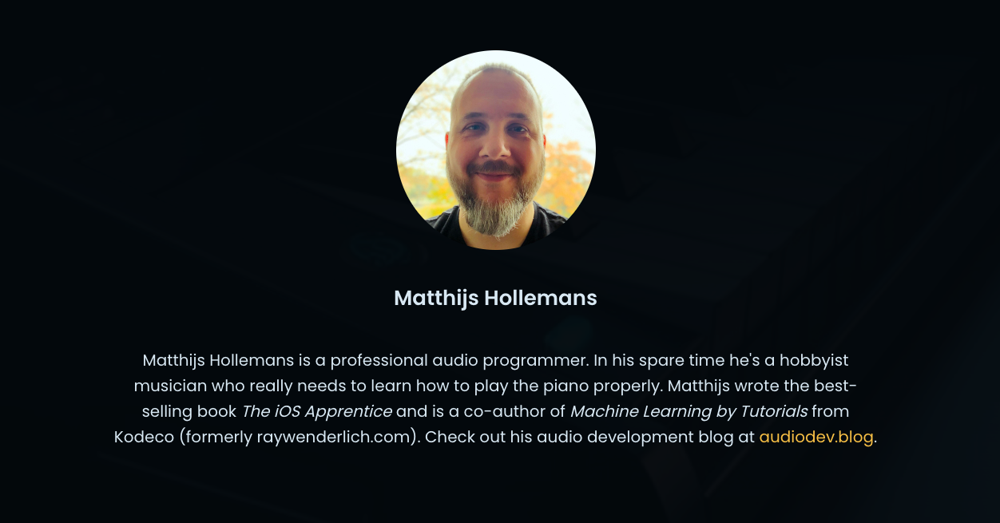 Matthijs Hollemans
Matthijs Hollemans is a professional audio programmer. In his spare time he's a hobbyist
musician who really needs to learn how to play the piano properly. Matthijs wrote the best-
selling book The iOS Apprentice and is a co-author of Machine Learning by Tutorials from
Kodeco (formerly raywenderlich.com). Check out his audio development blog at audiodev.blog.